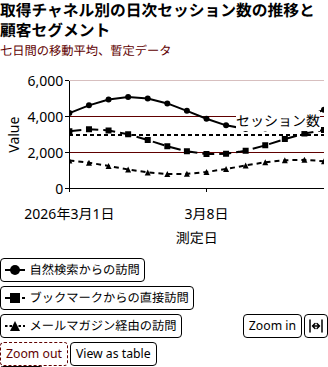 取得チャネル別の日次セッション数の推移と
顧客セグメント
七日間の移動平均、暫定データ
6,000
4,000
2,000
0
Value
セッション数
2026年3月1日
3月8日
測定日
自然検索からの訪問
ブックマークからの直接訪問
メールマガジン経由の訪問
Zoom in
Zoom out
View as table